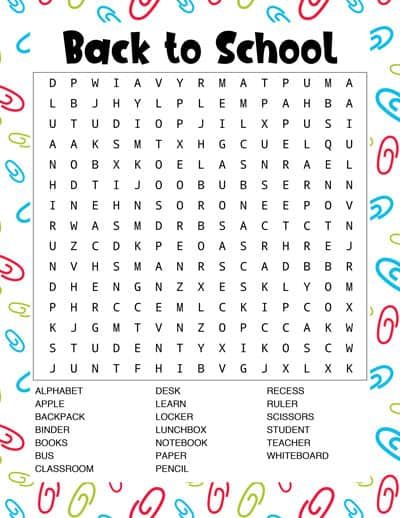 Back to School
D P W I A V Y R M A T P U M A
L B J H Y L P L E M P A H B A
U T U D I O P J I L X P U S I
A A K S M T X H G C U E L Q U
N O B X K O E L A S N R A E L
H D T I J O O B U B S E R N N
I N E H N S O R O N E E P O V
R W A S M D R B S A C T C T N
U Z C D K P E O A S R H R E J
N V H S M A N R S C A D B B R
D H E N G N Z X E S K L Y O M
P H R C C E M L C K I P C O X
K J G M T V N Z O P C C A K W
S T U D E N T Y X I K O S C W
J U N T F H I B V G J X L X K
ALPHABET DESK RECESS
APPLE LEARN RULER
BACKPACK LOCKER SCISSORS
BINDER LUNCHBOX STUDENT
BOOKS NOTEBOOK TEACHER
BUS PAPER WHITEBOARD
CLASSROOM PENCIL